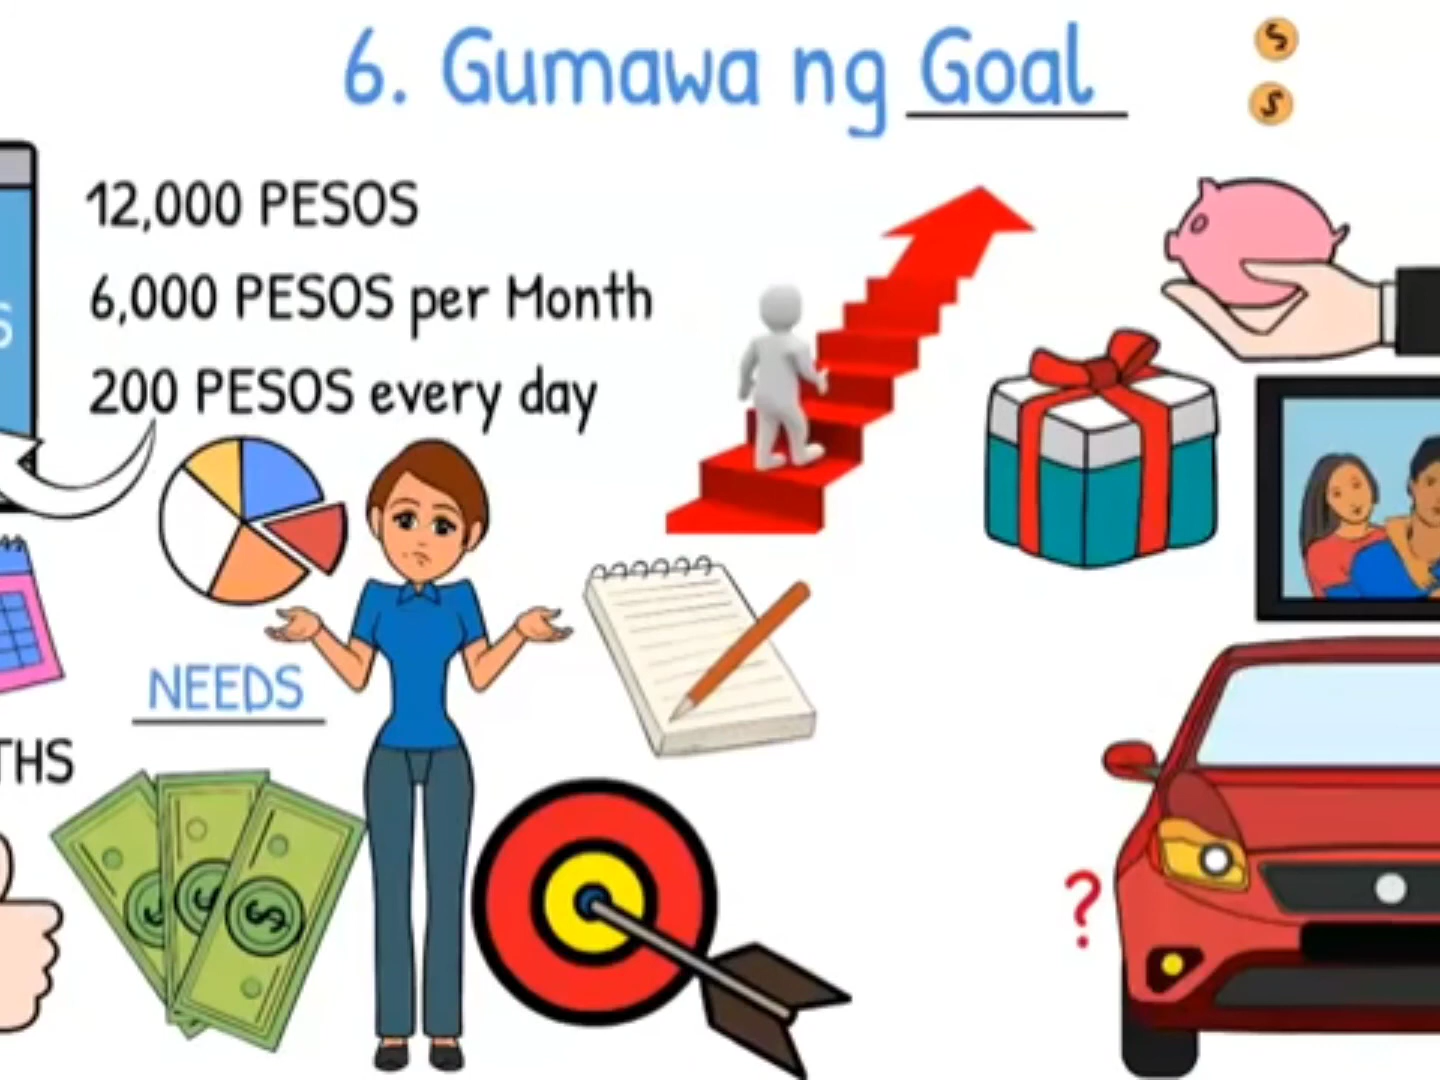 6. Gumawa ng Goal
12,000 PESOS
6,000 PESOS per Month
200 PESOS every day
NEEDS
THS
?